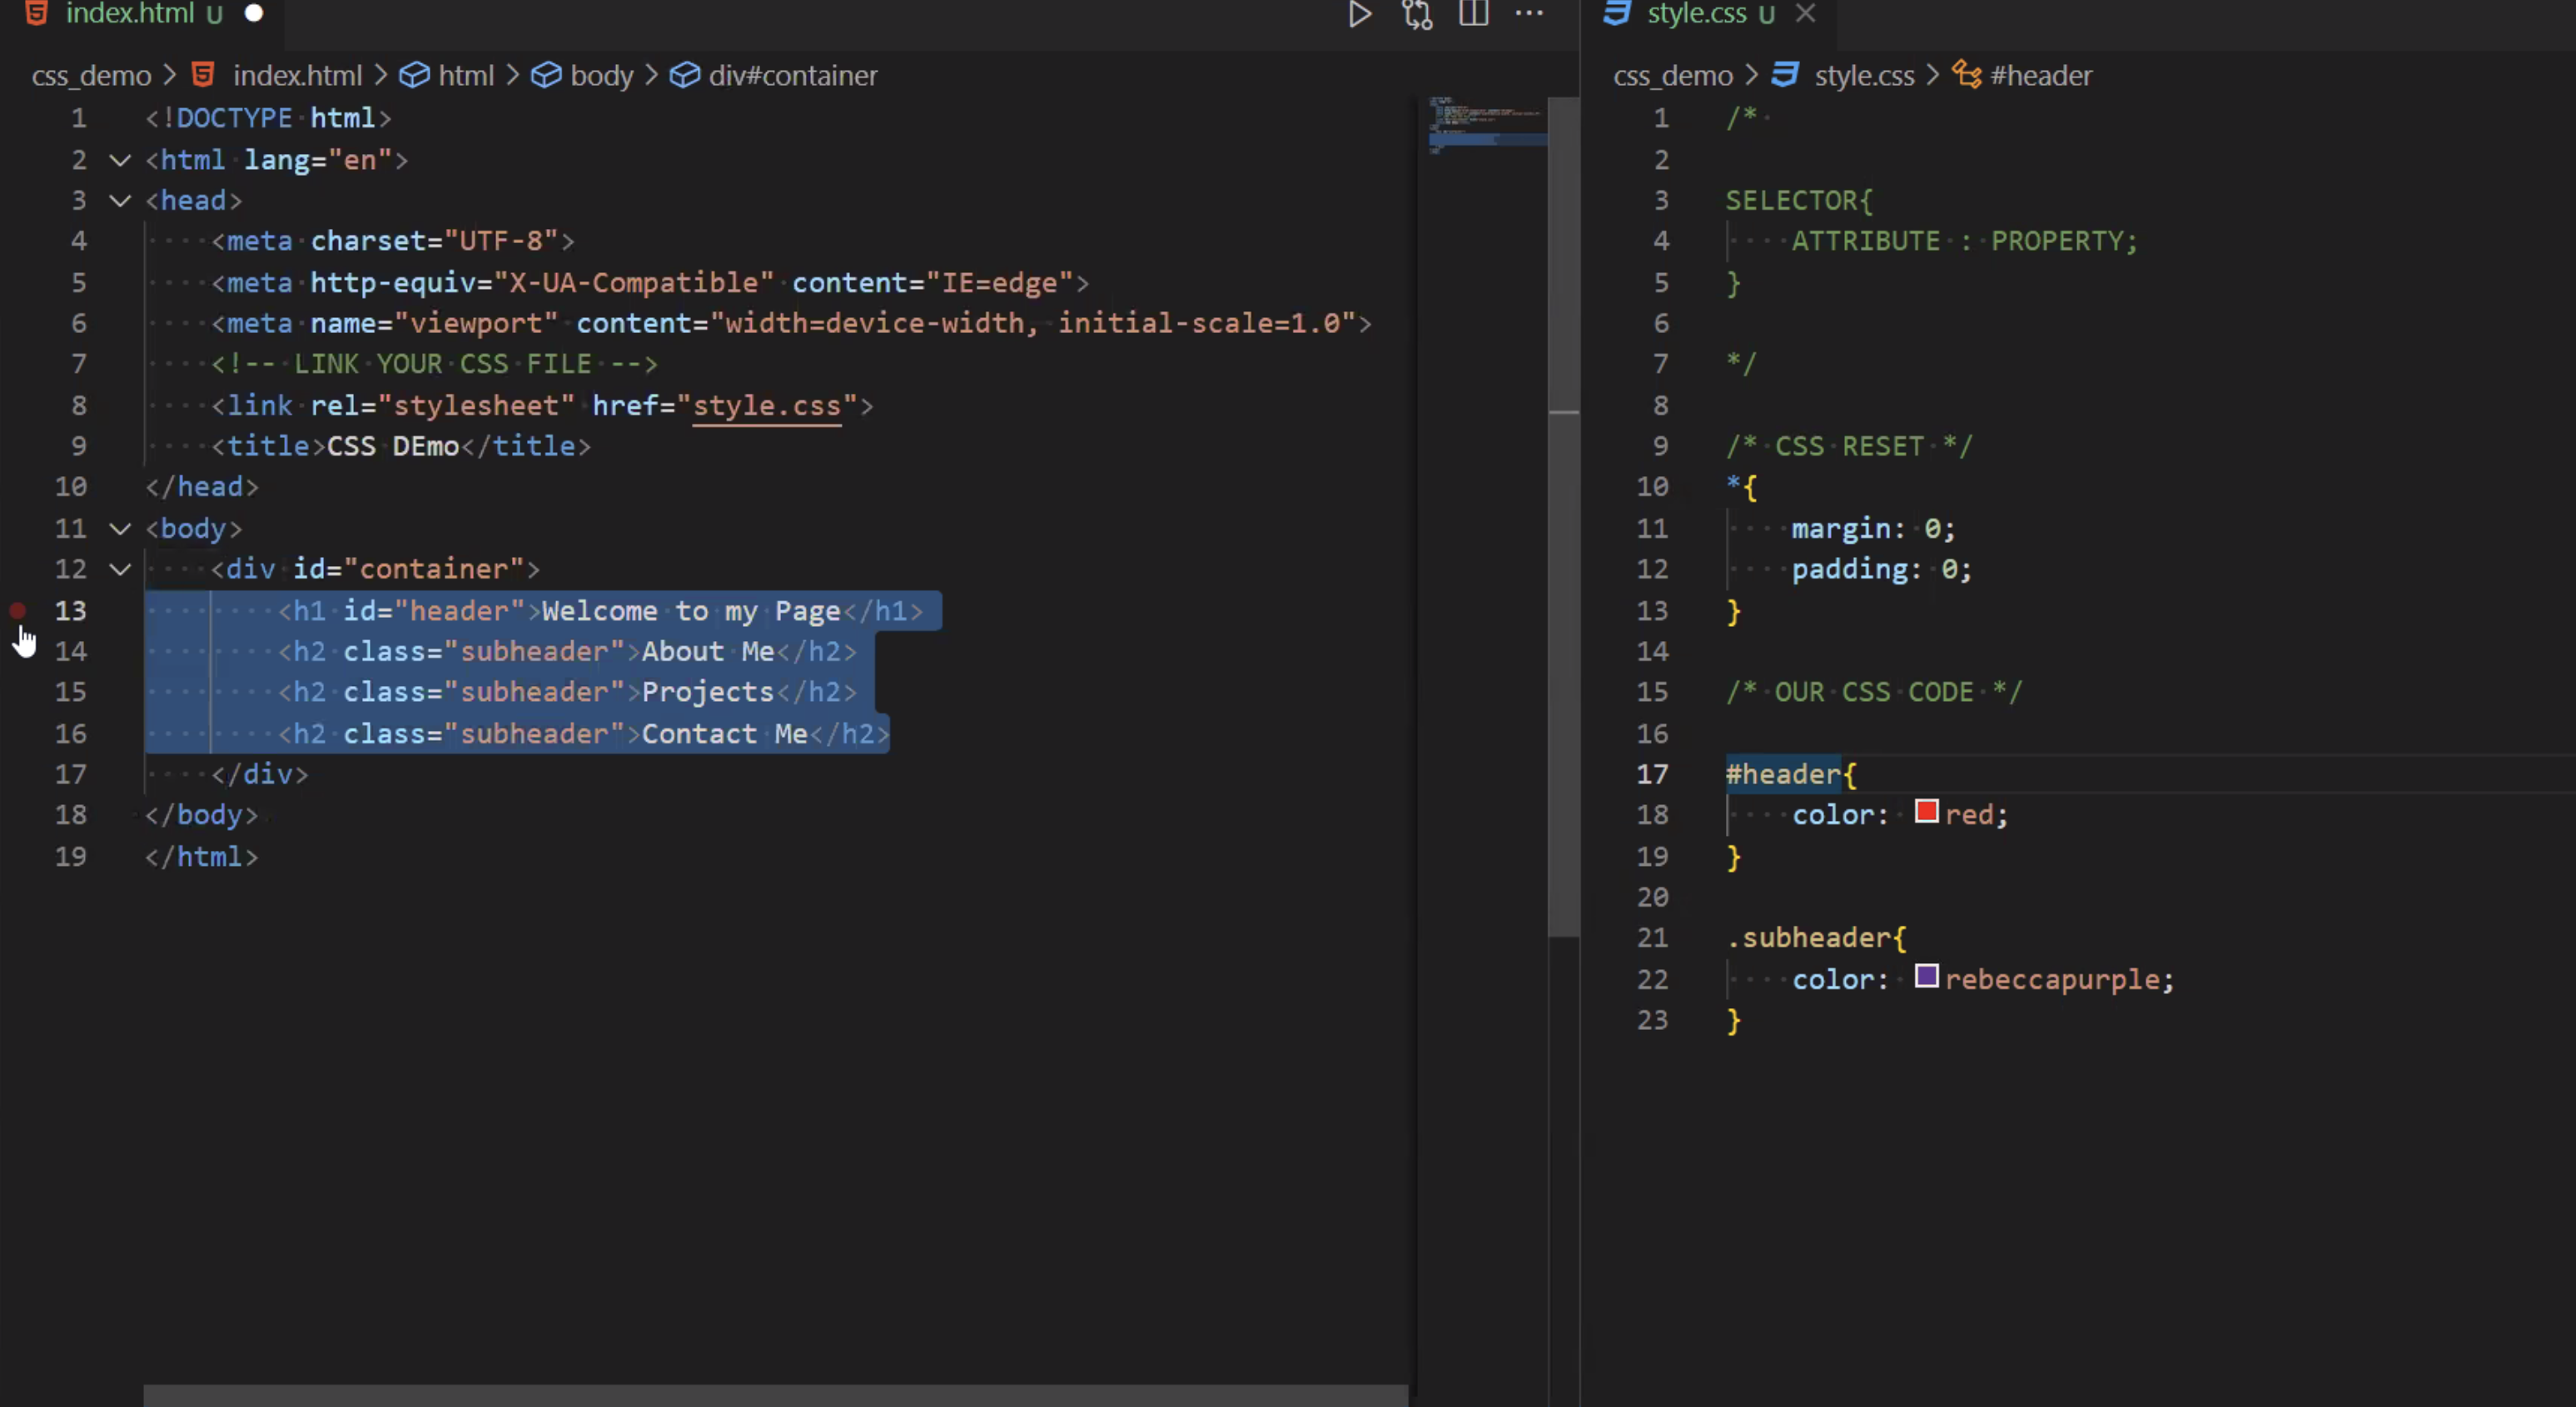 index.html U
css_demo > index.html > html > body > div#container
1 <!DOCTYPE html>
2 <html lang="en">
3 <head>
4     <meta charset="UTF-8">
5     <meta http-equiv="X-UA-Compatible" content="IE=edge">
6     <meta name="viewport" content="width=device-width, initial-scale=1.0">
7     <!-- LINK YOUR CSS FILE -->
8     <link rel="stylesheet" href="style.css">
9     <title>CSS DEmo</title>
10 </head>
11 <body>
12     <div id="container">
13         <h1 id="header">Welcome to my Page</h1>
14         <h2 class="subheader">About Me</h2>
15         <h2 class="subheader">Projects</h2>
16         <h2 class="subheader">Contact Me</h2>
17     </div>
18 </body>
19 </html>
style.css U
css_demo > style.css > #header
1 /*
2
3 SELECTOR{
4     ATTRIBUTE : PROPERTY;
5 }
6
7 */
8
9 /* CSS RESET */
10 *{
11     margin: 0;
12     padding: 0;
13 }
14
15 /* OUR CSS CODE */
16
17 #header{
18     color: red;
19 }
20
21 .subheader{
22     color: rebeccapurple;
23 }